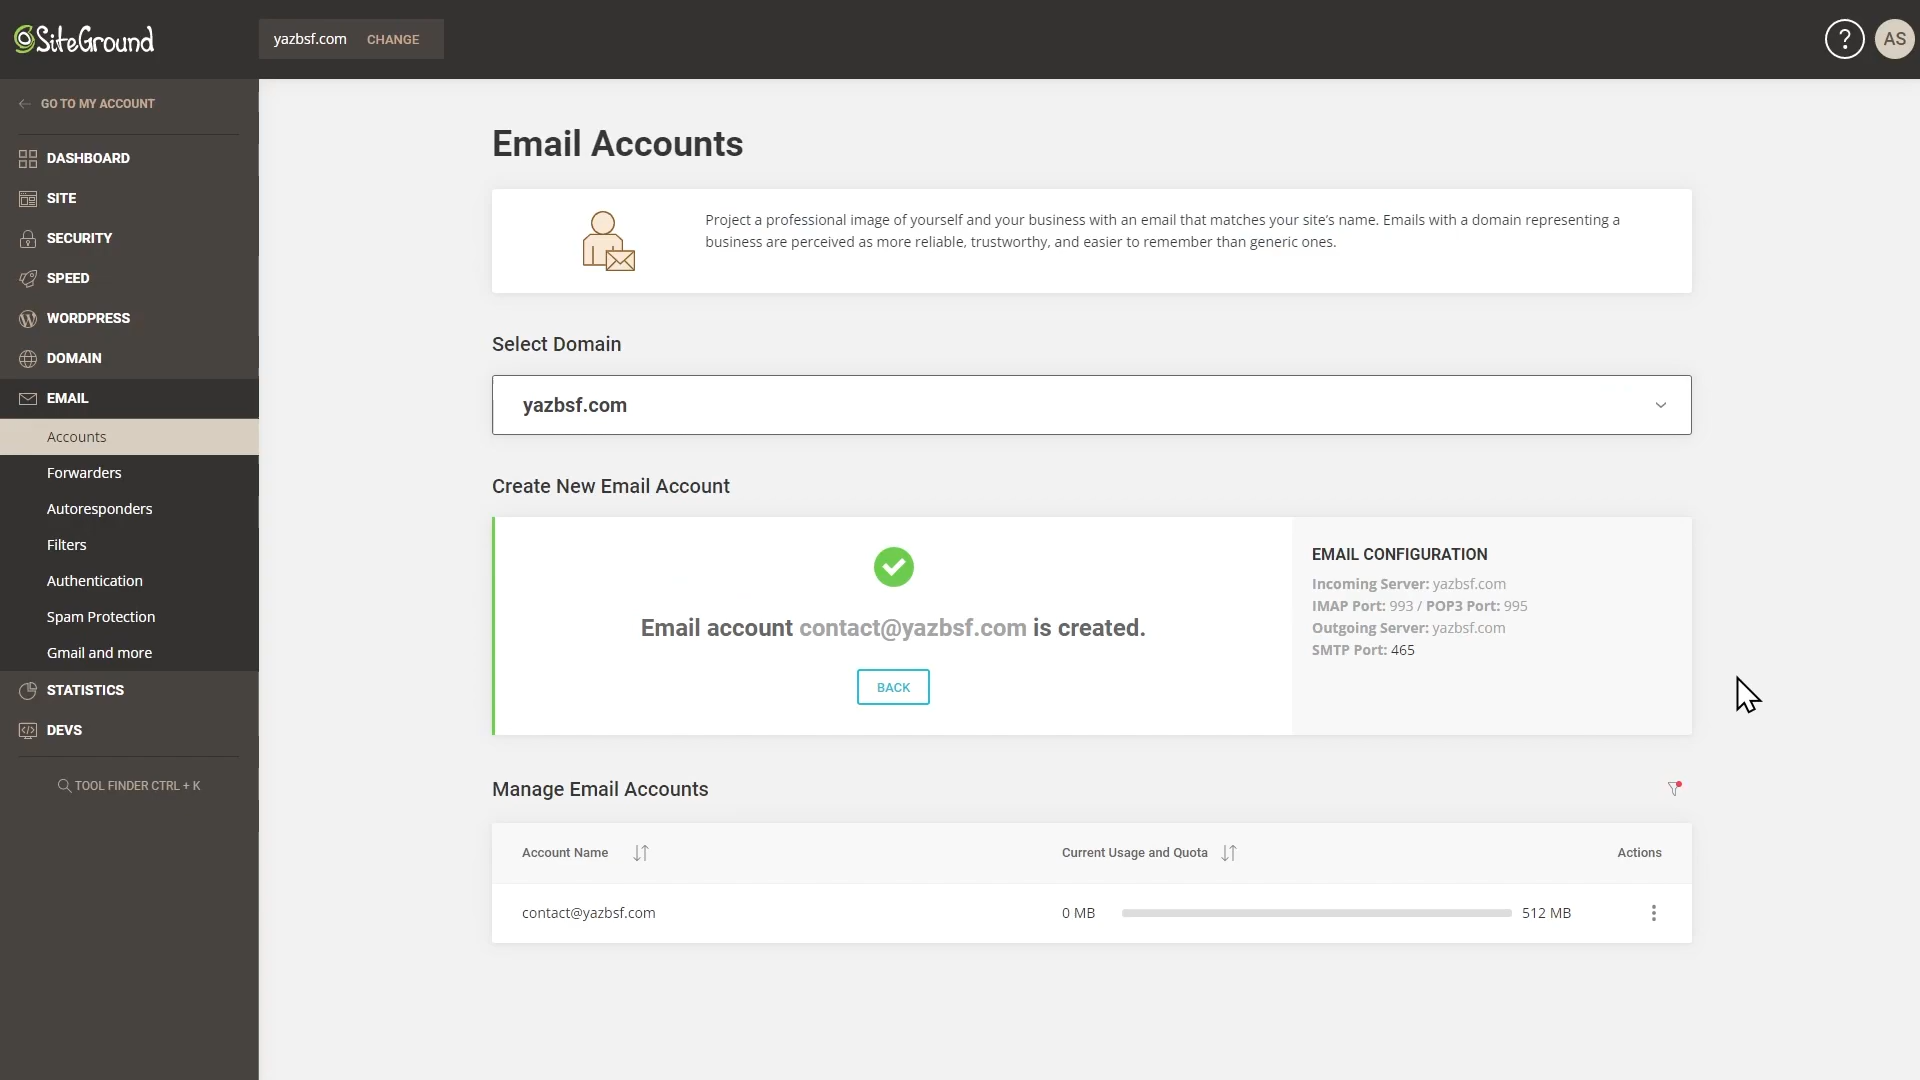 SiteGround
yazbsf.com CHANGE
? AS
GO TO MY ACCOUNT
DASHBOARD
SITE
SECURITY
SPEED
WORDPRESS
DOMAIN
EMAIL
Accounts
Forwarders
Autoresponders
Filters
Authentication
Spam Protection
Gmail and more
STATISTICS
DEVS
TOOL FINDER CTRL + K
Email Accounts
Project a professional image of yourself and your business with an email that matches your site's name. Emails with a domain representing a
business are perceived as more reliable, trustworthy, and easier to remember than generic ones.
Select Domain
yazbsf.com
Create New Email Account
Email account contact@yazbsf.com is created.
BACK
EMAIL CONFIGURATION
Incoming Server: yazbsf.com
IMAP Port: 993 / POP3 Port: 995
Outgoing Server: yazbsf.com
SMTP Port: 465
Manage Email Accounts
Account Name Current Usage and Quota Actions
contact@yazbsf.com 0 MB 512 MB